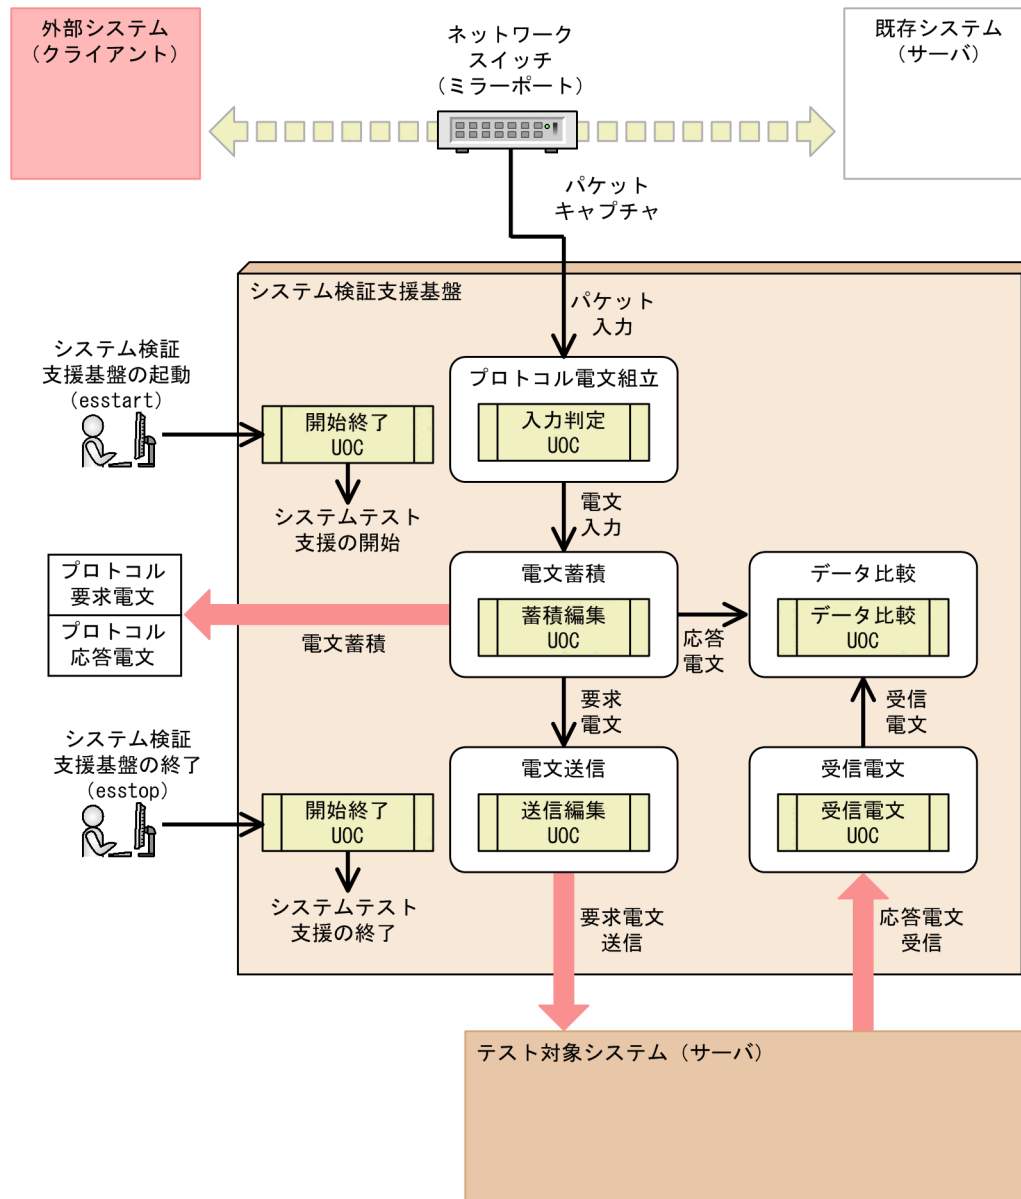 外部システム
（クライアント）
ネットワーク
スイッチ
（ミラーポート）
既存システム
（サーバ）
パケット
キャプチャ
システム検証支援基盤
パケット
入力
システム検証
支援基盤の起動
（esstart）
プロトコル電文組立
入力判定
UOC
開始終了
UOC
電文
入力
システムテスト
支援の開始
プロトコル
要求電文
プロトコル
応答電文
電文蓄積
電文蓄積
蓄積編集
UOC
応答
電文
データ比較
データ比較
UOC
要求
電文
受信
電文
システム検証
支援基盤の終了
（esstop）
開始終了
UOC
電文送信
送信編集
UOC
受信電文
受信電文
UOC
システムテスト
支援の終了
要求電文
送信
応答電文
受信
テスト対象システム（サーバ）